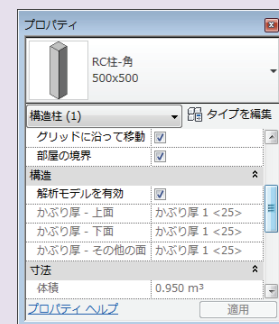 プロパティ
RC柱-角
500x500
構造柱 (1)
タイプを編集
グリッドに沿って移動
部屋の境界
構造
解析モデルを有効
かぶり厚 - 上面 かぶり厚 1 <25>
かぶり厚 - 下面 かぶり厚 1 <25>
かぶり厚 - その他の面 かぶり厚 1 <25>
寸法
体積 0.950 m³
プロパティ ヘルプ 適用